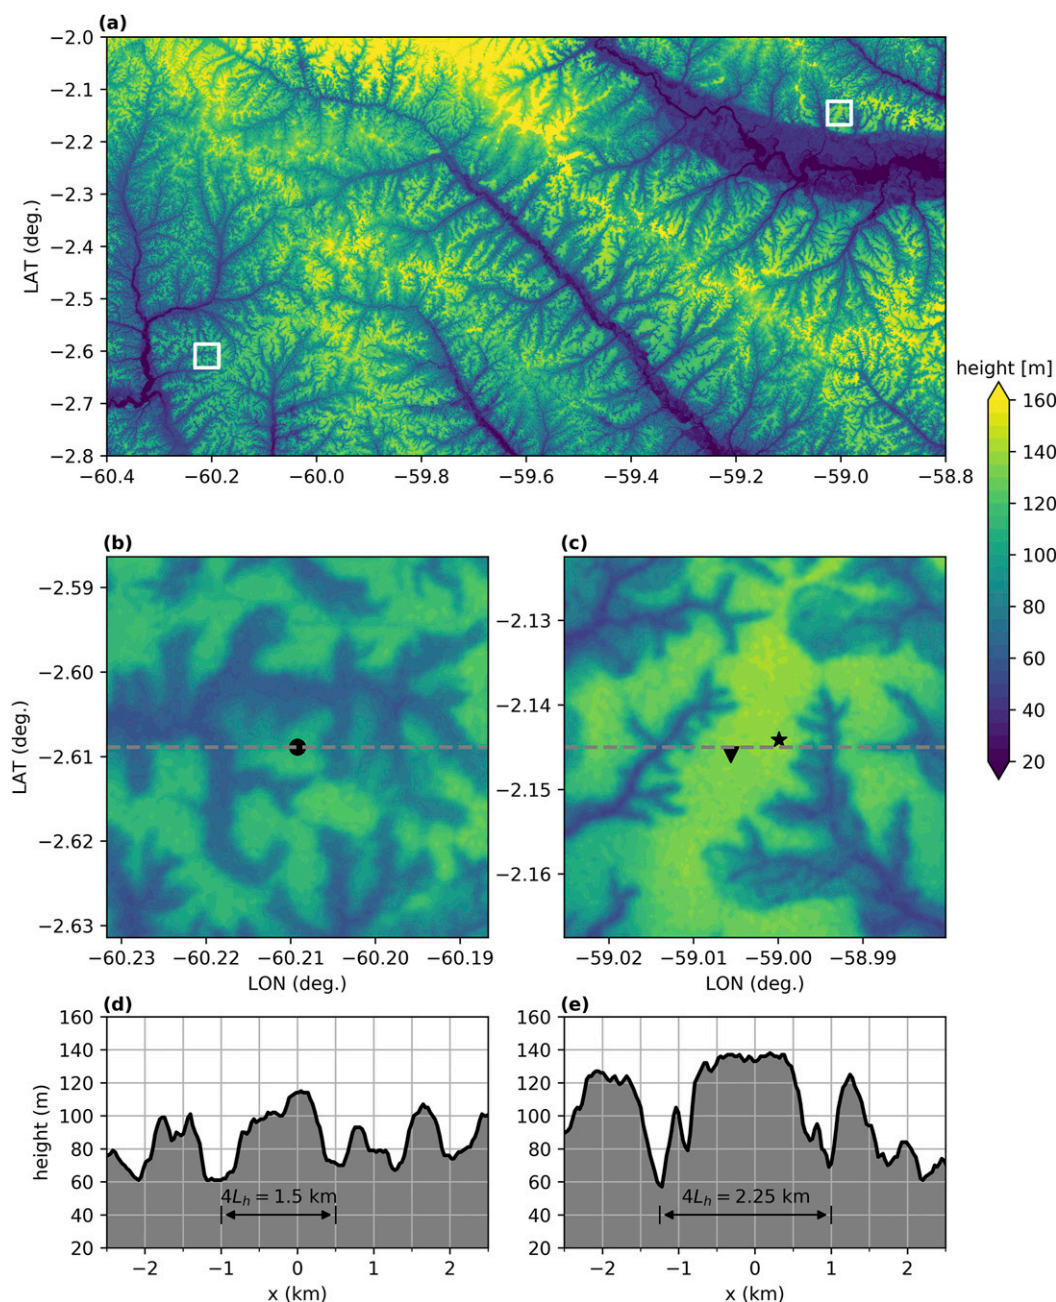 (a)
−2.0
−2.1
−2.2
−2.3
−2.4
−2.5
−2.6
−2.7
−2.8
LAT (deg.)
−60.4 −60.2 −60.0 −59.8 −59.6 −59.4 −59.2 −59.0 −58.8
height [m]
160
140
120
100
80
60
40
20
(b)
−2.59
−2.60
−2.61
−2.62
−2.63
LAT (deg.)
−60.23 −60.22 −60.21 −60.20 −60.19
LON (deg.)
(c)
−2.13
−2.14
−2.15
−2.16
−59.02 −59.01 −59.00 −58.99
LON (deg.)
(d)
160
140
120
100
80
60
40
20
height (m)
4Lₕ = 1.5 km
−2 −1 0 1 2
x (km)
(e)
160
140
120
100
80
60
40
20
4Lₕ = 2.25 km
−2 −1 0 1 2
x (km)